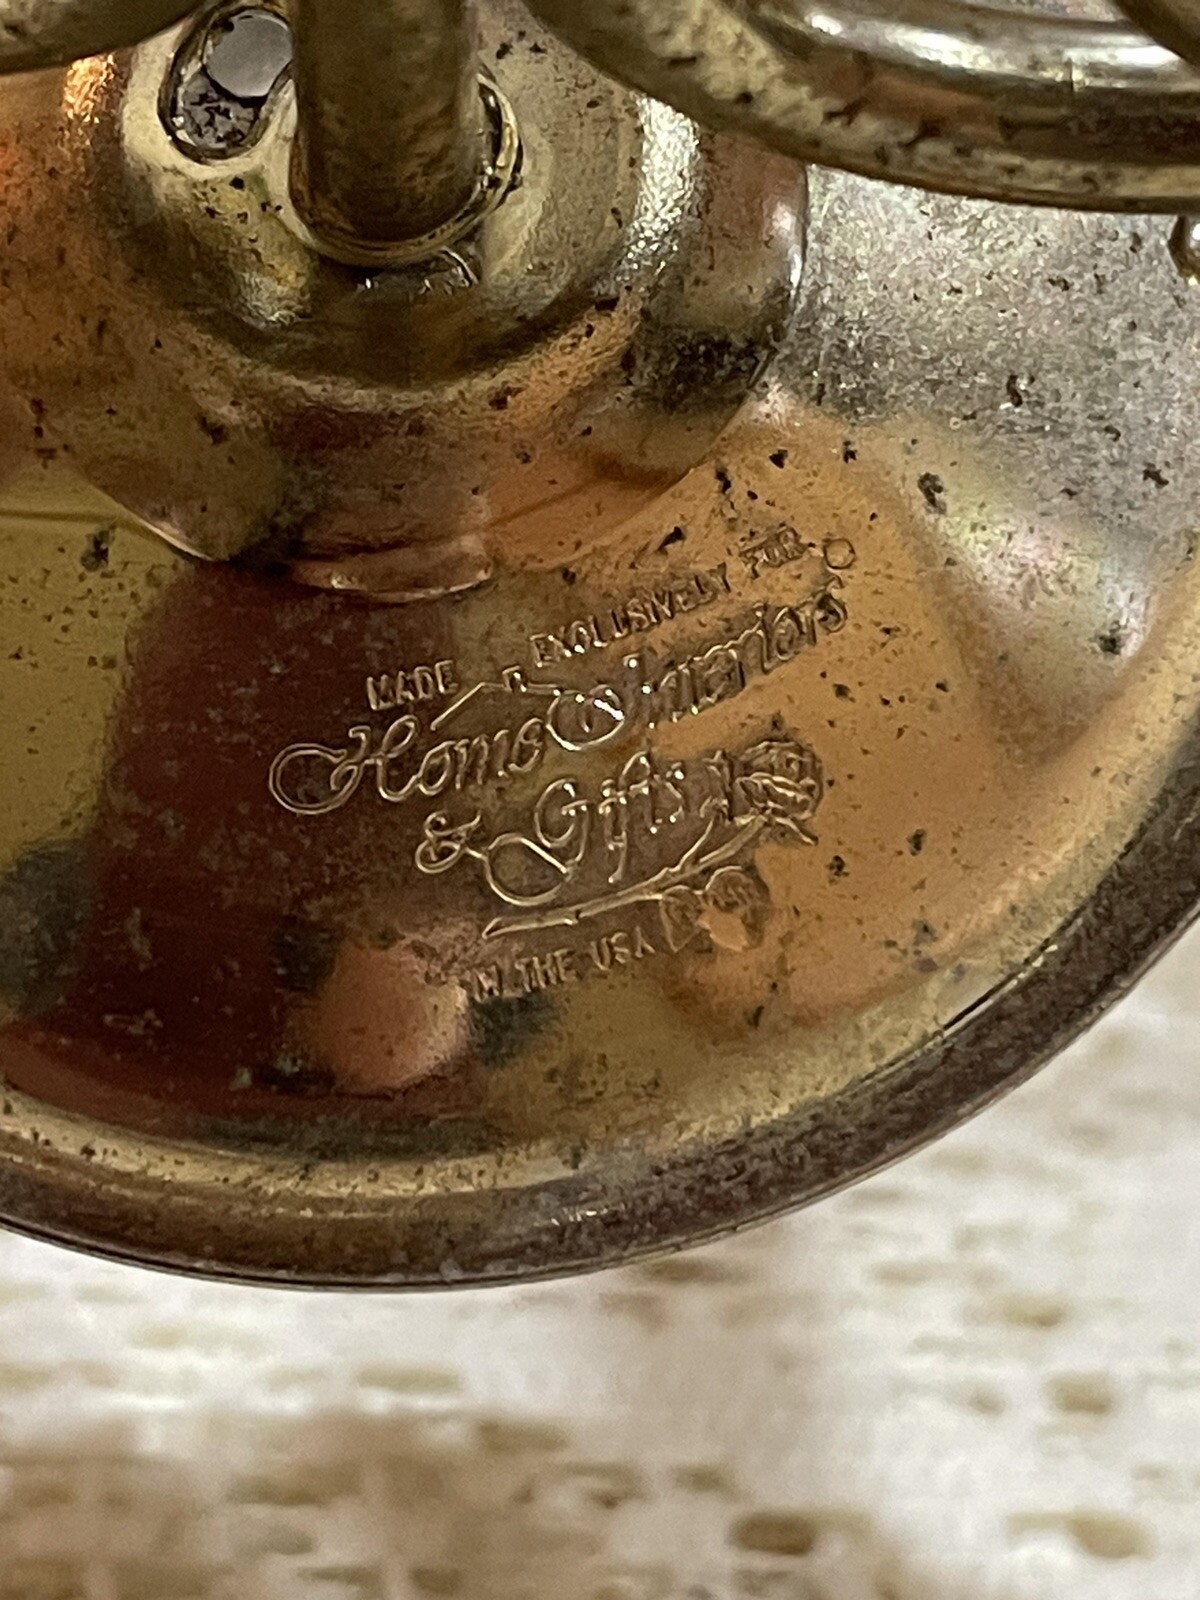 MADE EXCLUSIVELY FOR
Home Interiors
& Gifts
IN THE USA